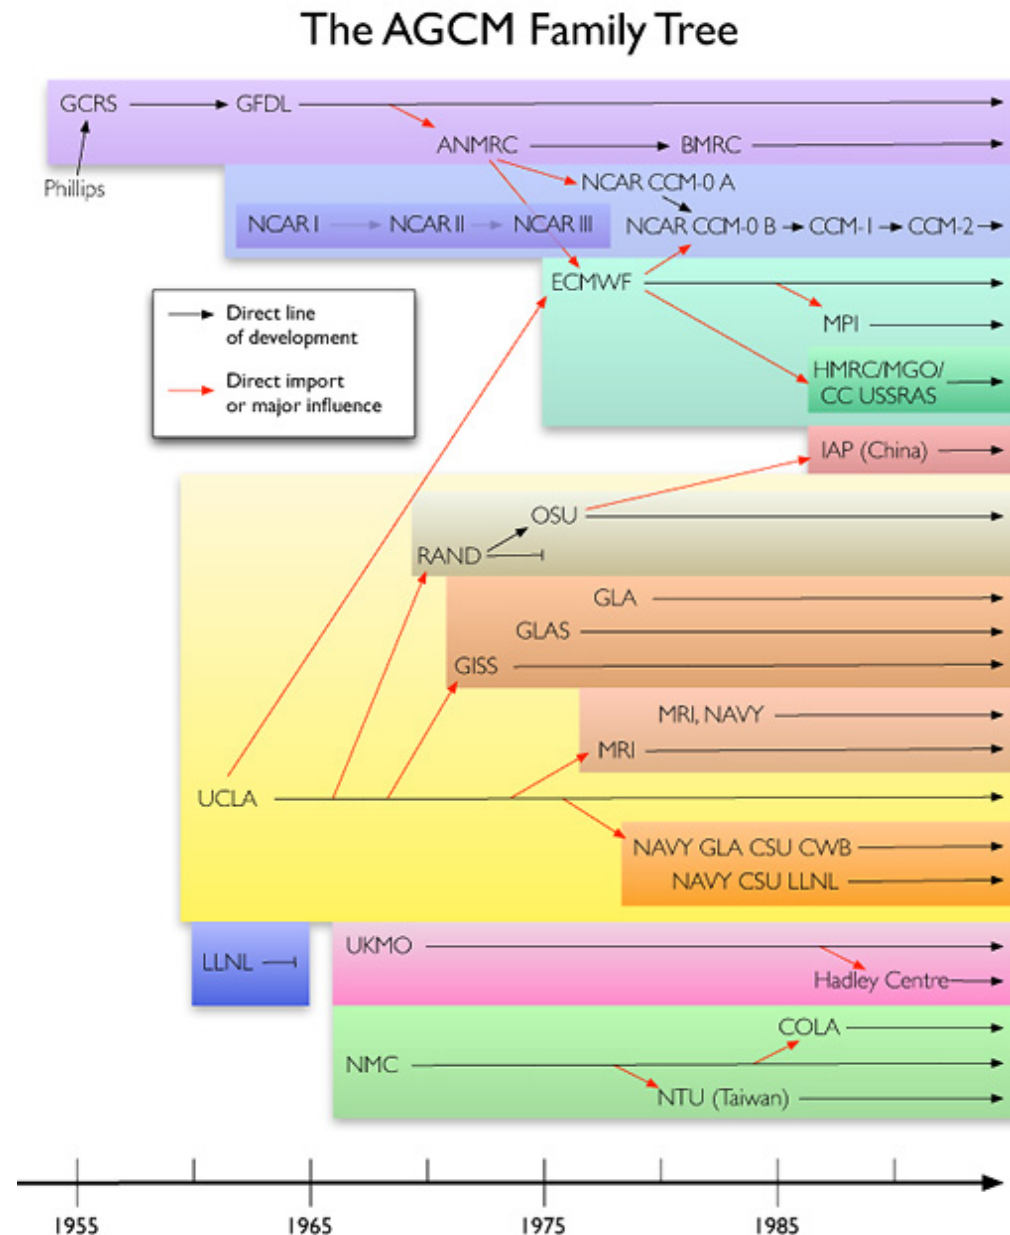 The AGCM Family Tree
GCRS
GFDL
ANMRC
BMRC
Phillips
NCAR CCM-0 A
NCAR I
NCAR II
NCAR III
NCAR CCM-0 B
CCM-1
CCM-2
ECMWF
Direct line
of development
Direct import
or major influence
MPI
HMRC/MGO/
CC USSRAS
IAP (China)
OSU
RAND
GLA
GLAS
GISS
MRI, NAVY
MRI
UCLA
NAVY GLA CSU CWB
NAVY CSU LLNL
UKMO
LLNL
Hadley Centre
COLA
NMC
NTU (Taiwan)
1955
1965
1975
1985